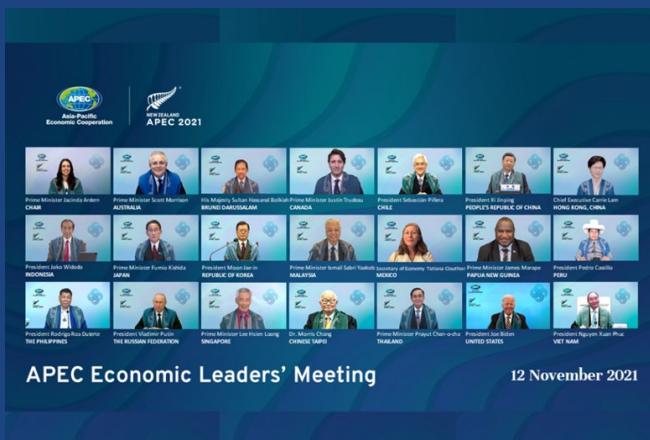 APEC
Asia-Pacific
Economic Cooperation
NEW ZEALAND
APEC 2021
Prime Minister Jacinda Ardern
CHAIR
Prime Minister Scott Morrison
AUSTRALIA
His Majesty Sultan Hassanal Bolkiah
BRUNEI DARUSSALAM
Prime Minister Justin Trudeau
CANADA
President Sebastian Piñera
CHILE
President Xi Jinping
PEOPLE'S REPUBLIC OF CHINA
Chief Executive Carrie Lam
HONG KONG, CHINA
President Joko Widodo
INDONESIA
Prime Minister Fumio Kishida
JAPAN
President Moon Jae-in
REPUBLIC OF KOREA
Prime Minister Ismail Sabri Yaakob
MALAYSIA
Secretary of Economy Tatiana Clouthier
MEXICO
Prime Minister James Marape
PAPUA NEW GUINEA
President Pedro Castillo
PERU
President Rodrigo Roa Duterte
THE PHILIPPINES
President Vladimir Putin
THE RUSSIAN FEDERATION
Prime Minister Lee Hsien Loong
SINGAPORE
Dr. Morris Chang
CHINESE TAIPEI
Prime Minister Prayut Chan-o-cha
THAILAND
President Joe Biden
UNITED STATES
President Nguyen Xuan Phuc
VIET NAM
APEC Economic Leaders' Meeting
12 November 2021